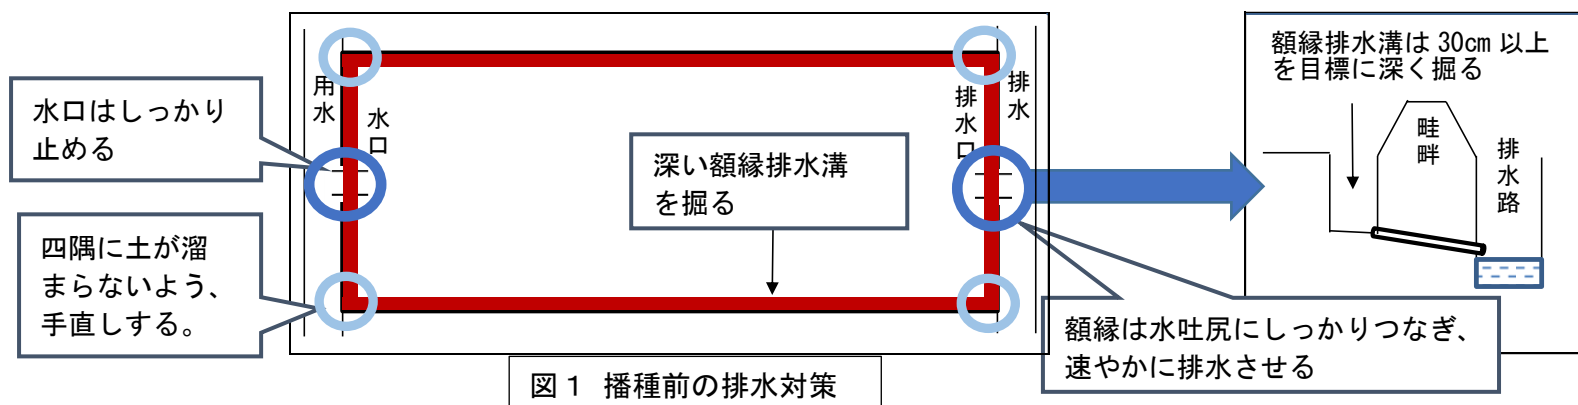 水口はしっかり
止める
四隅に土が溜
まらないよう、
手直しする。
用水
水口
深い額縁排水溝
を掘る
排水口
排水
額縁排水溝は 30cm 以上
を目標に深く掘る
畦畔
排水路
額縁は水吐尻にしっかりつなぎ、
速やかに排水させる
図１ 播種前の排水対策